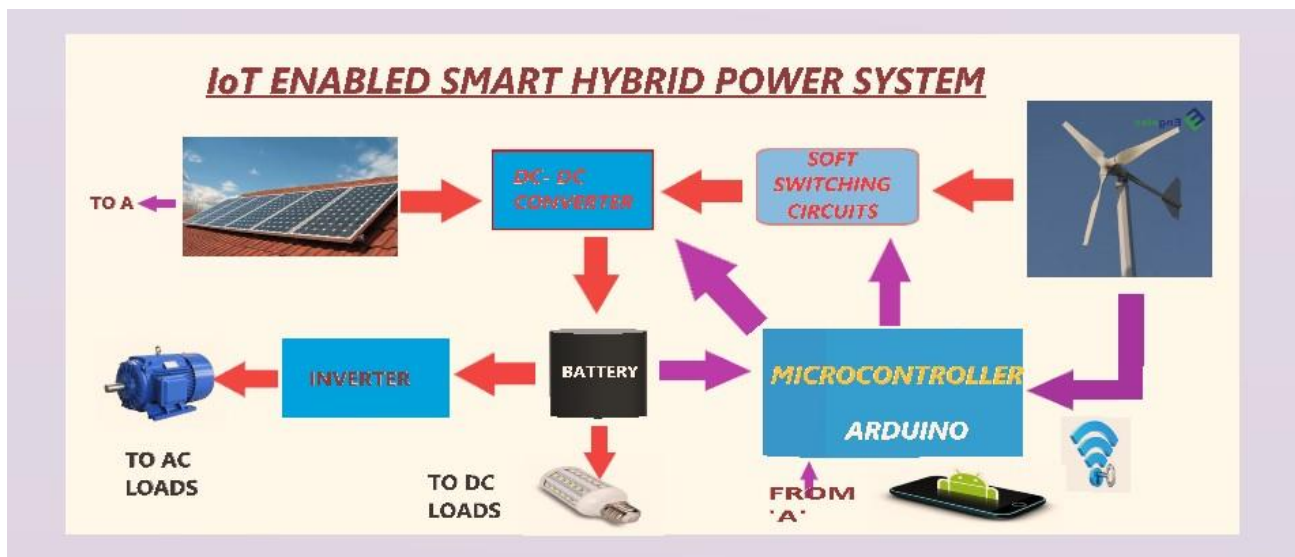 IoT ENABLED SMART HYBRID POWER SYSTEM
TO A
DC- DC
CONVERTER
SOFT
SWITCHING
CIRCUITS
INVERTER
BATTERY
MICROCONTROLLER
ARDUINO
TO AC
LOADS
TO DC
LOADS
FROM
'A'